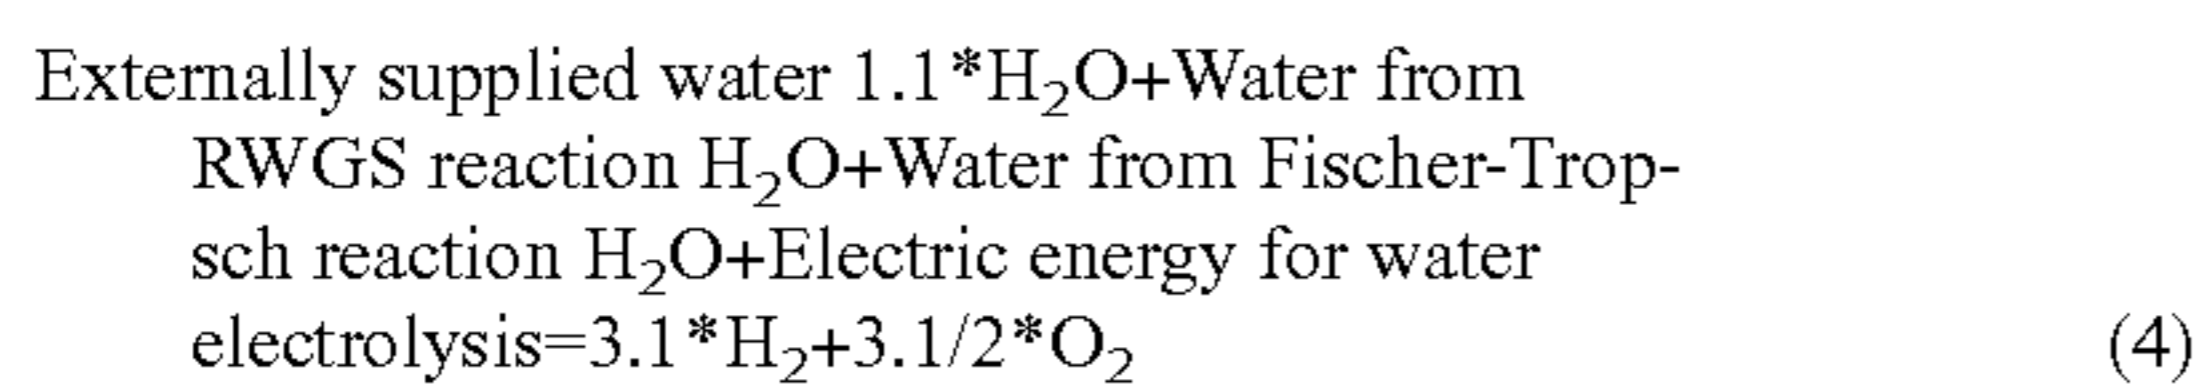 Externally supplied water 1.1*H₂O+Water from
RWGS reaction H₂O+Water from Fischer-Trop-
sch reaction H₂O+Electric energy for water
electrolysis=3.1*H₂+3.1/2*O₂ (4)